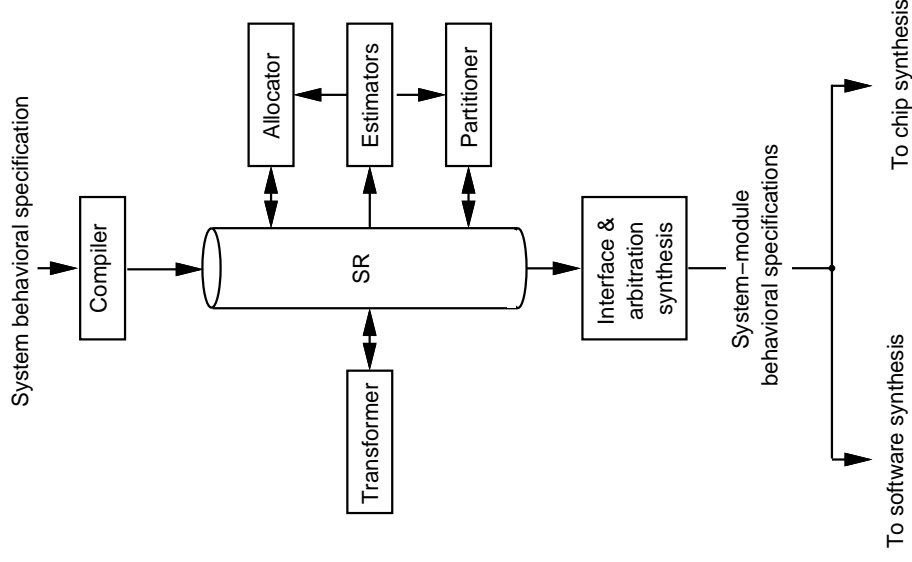 System behavioral specification
Compiler
Allocator
Estimators
Partitioner
SR
Transformer
Interface &
arbitration
synthesis
System−module
behavioral specifications
To software synthesis
To chip synthesis